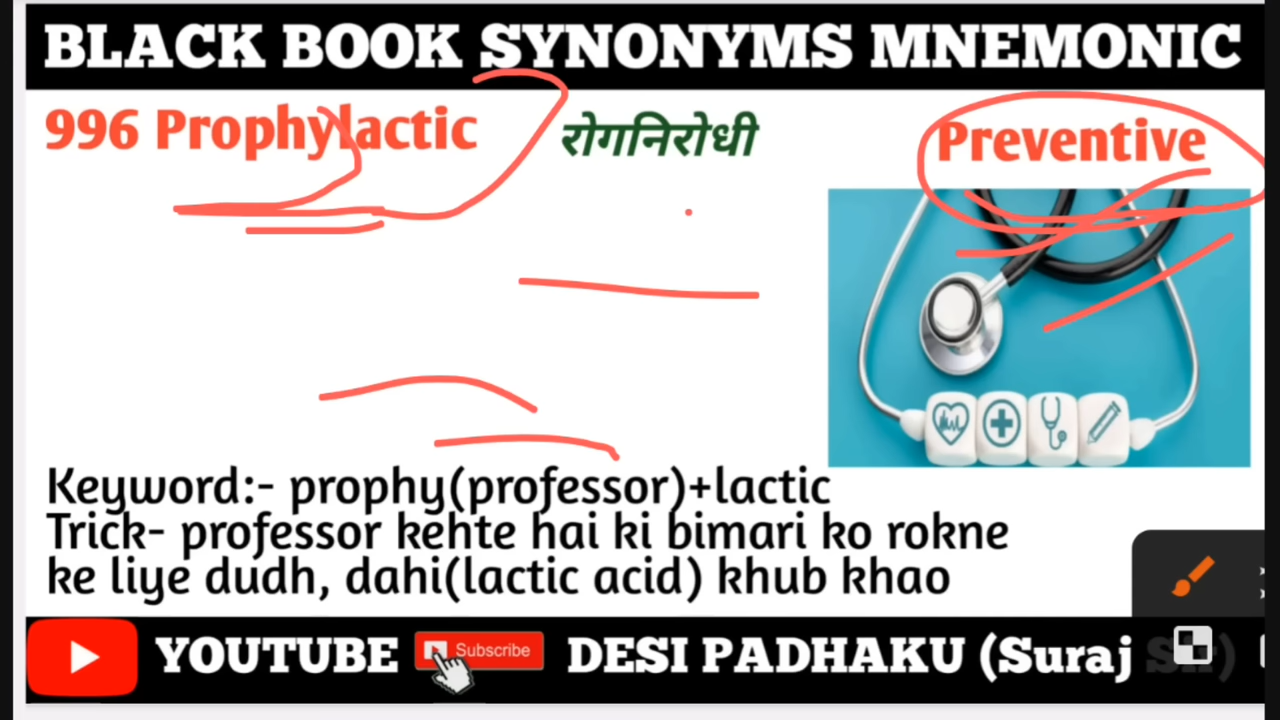 BLACK BOOK SYNONYMS MNEMONIC
996 Prophylactic रोगनिरोधी Preventive
Keyword:- prophy(professor)+lactic
Trick- professor kehte hai ki bimari ko rokne
ke liye dudh, dahi(lactic acid) khub khao
YOUTUBE Subscribe DESI PADHAKU (Suraj Sir)